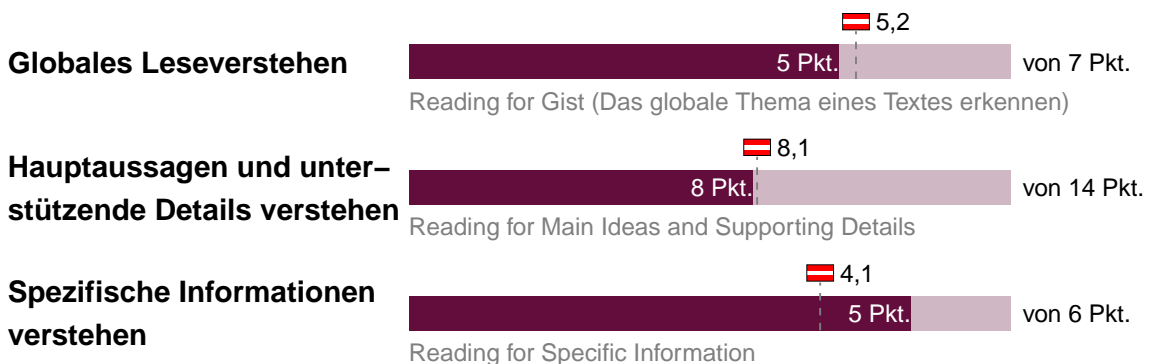 5,2
Globales Leseverstehen 5 Pkt. von 7 Pkt.
Reading for Gist (Das globale Thema eines Textes erkennen)
8,1
Hauptaussagen und unter−
stützende Details verstehen
8 Pkt. von 14 Pkt.
Reading for Main Ideas and Supporting Details
4,1
Spezifische Informationen
verstehen
5 Pkt. von 6 Pkt.
Reading for Specific Information